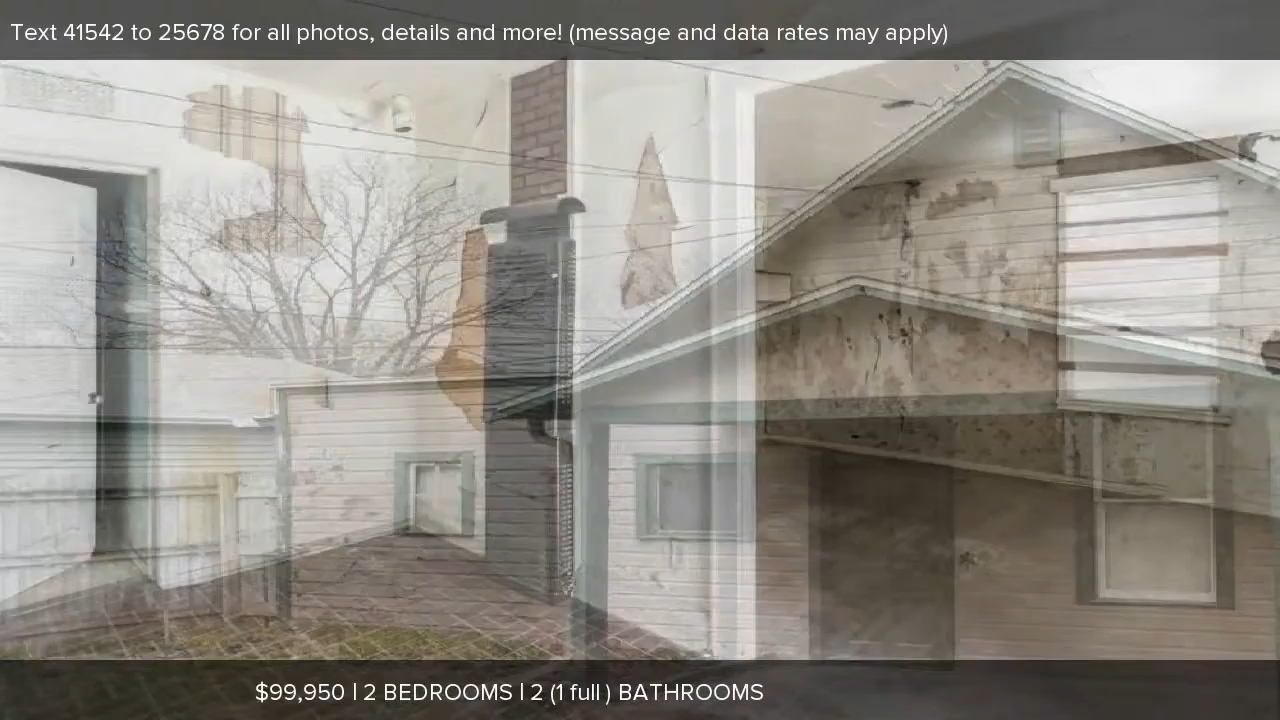 Text 41542 to 25678 for all photos, details and more! (message and data rates may apply)
$99,950 | 2 BEDROOMS | 2 (1 full ) BATHROOMS